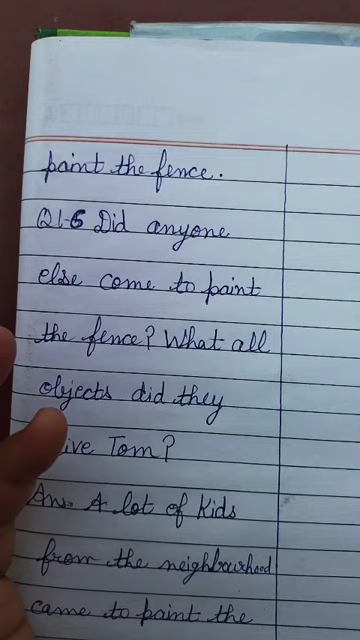 paint the fence.
Q1-6 Did anyone
else come to paint
the fence? What all
objects did they
ive Tom?
Ans. A lot of Kids
from the neighbourhood
came to paint the